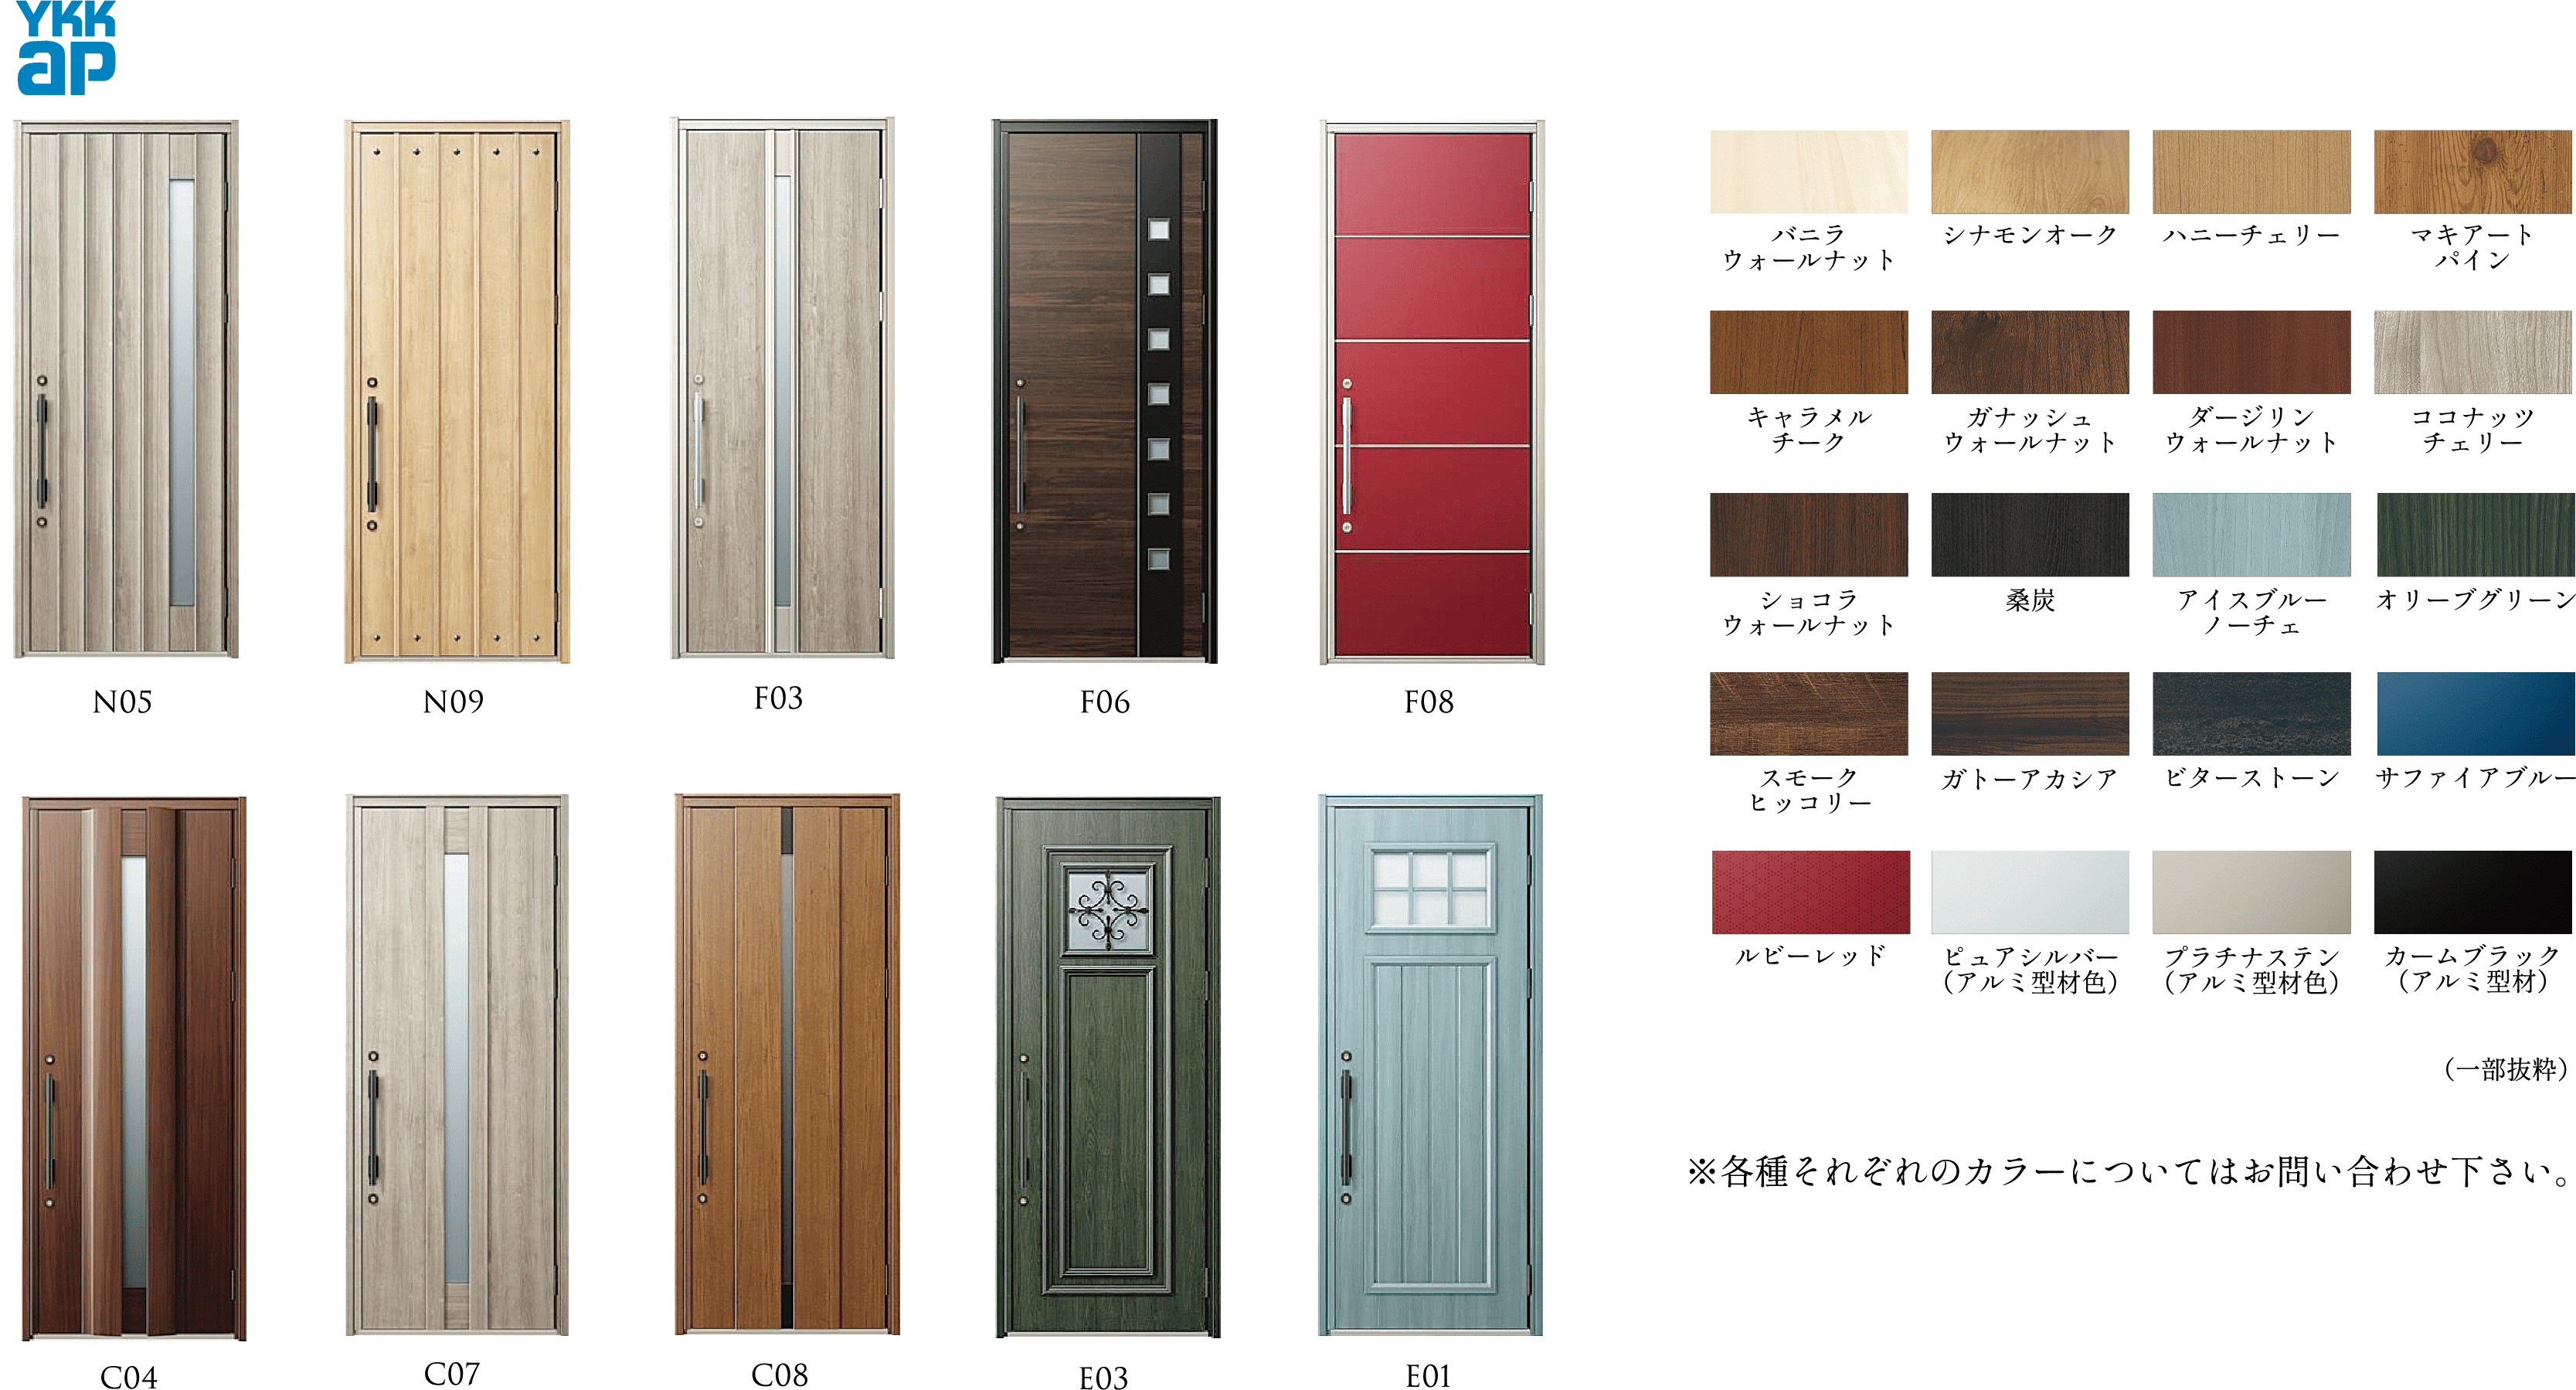 YKK
ap
N05
N09
F03
F06
F08
C04
C07
C08
E03
E01
バニラ
ウォールナット
シナモンオーク
ハニーチェリー
マキアート
パイン
キャラメル
チーク
ガナッシュ
ウォールナット
ダージリン
ウォールナット
ココナッツ
チェリー
ショコラ
ウォールナット
桑炭
アイスブルー
ノーチェ
オリーブグリーン
スモーク
ヒッコリー
ガトーアカシア
ビターストーン
サファイアブルー
ルビーレッド
ピュアシルバー
（アルミ型材色）
プラチナステン
（アルミ型材色）
カームブラック
（アルミ型材）
（一部抜粋）
※各種それぞれのカラーについてはお問い合わせ下さい。